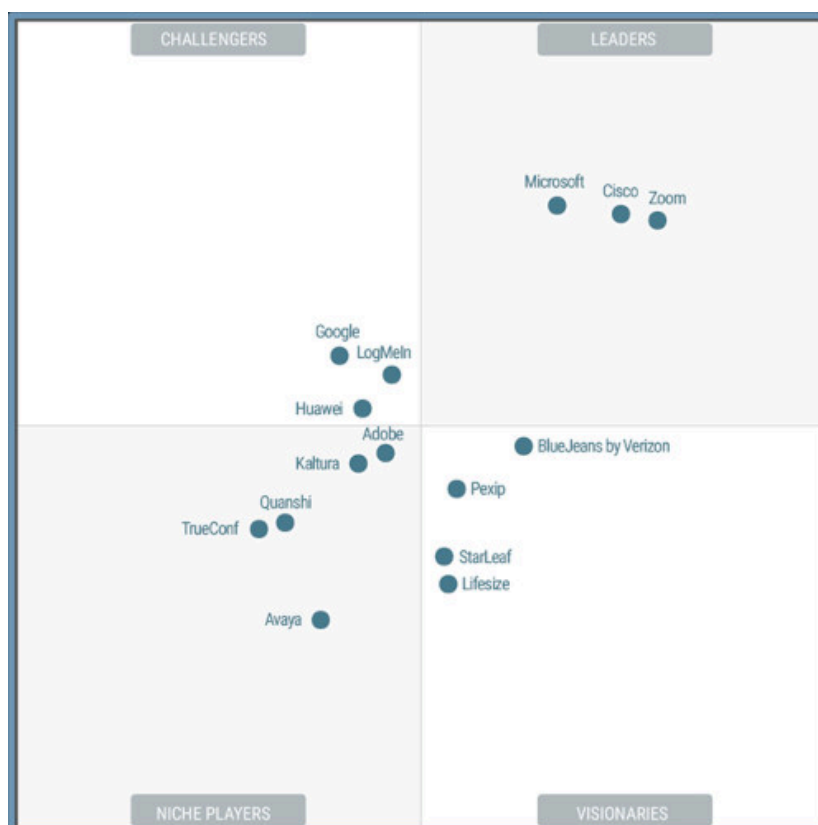 CHALLENGERS
LEADERS
Microsoft
Cisco
Zoom
Google
LogMeIn
Huawei
Adobe
Kaltura
BlueJeans by Verizon
Pexip
Quanshi
TrueConf
StarLeaf
Lifesize
Avaya
NICHE PLAYERS
VISIONARIES